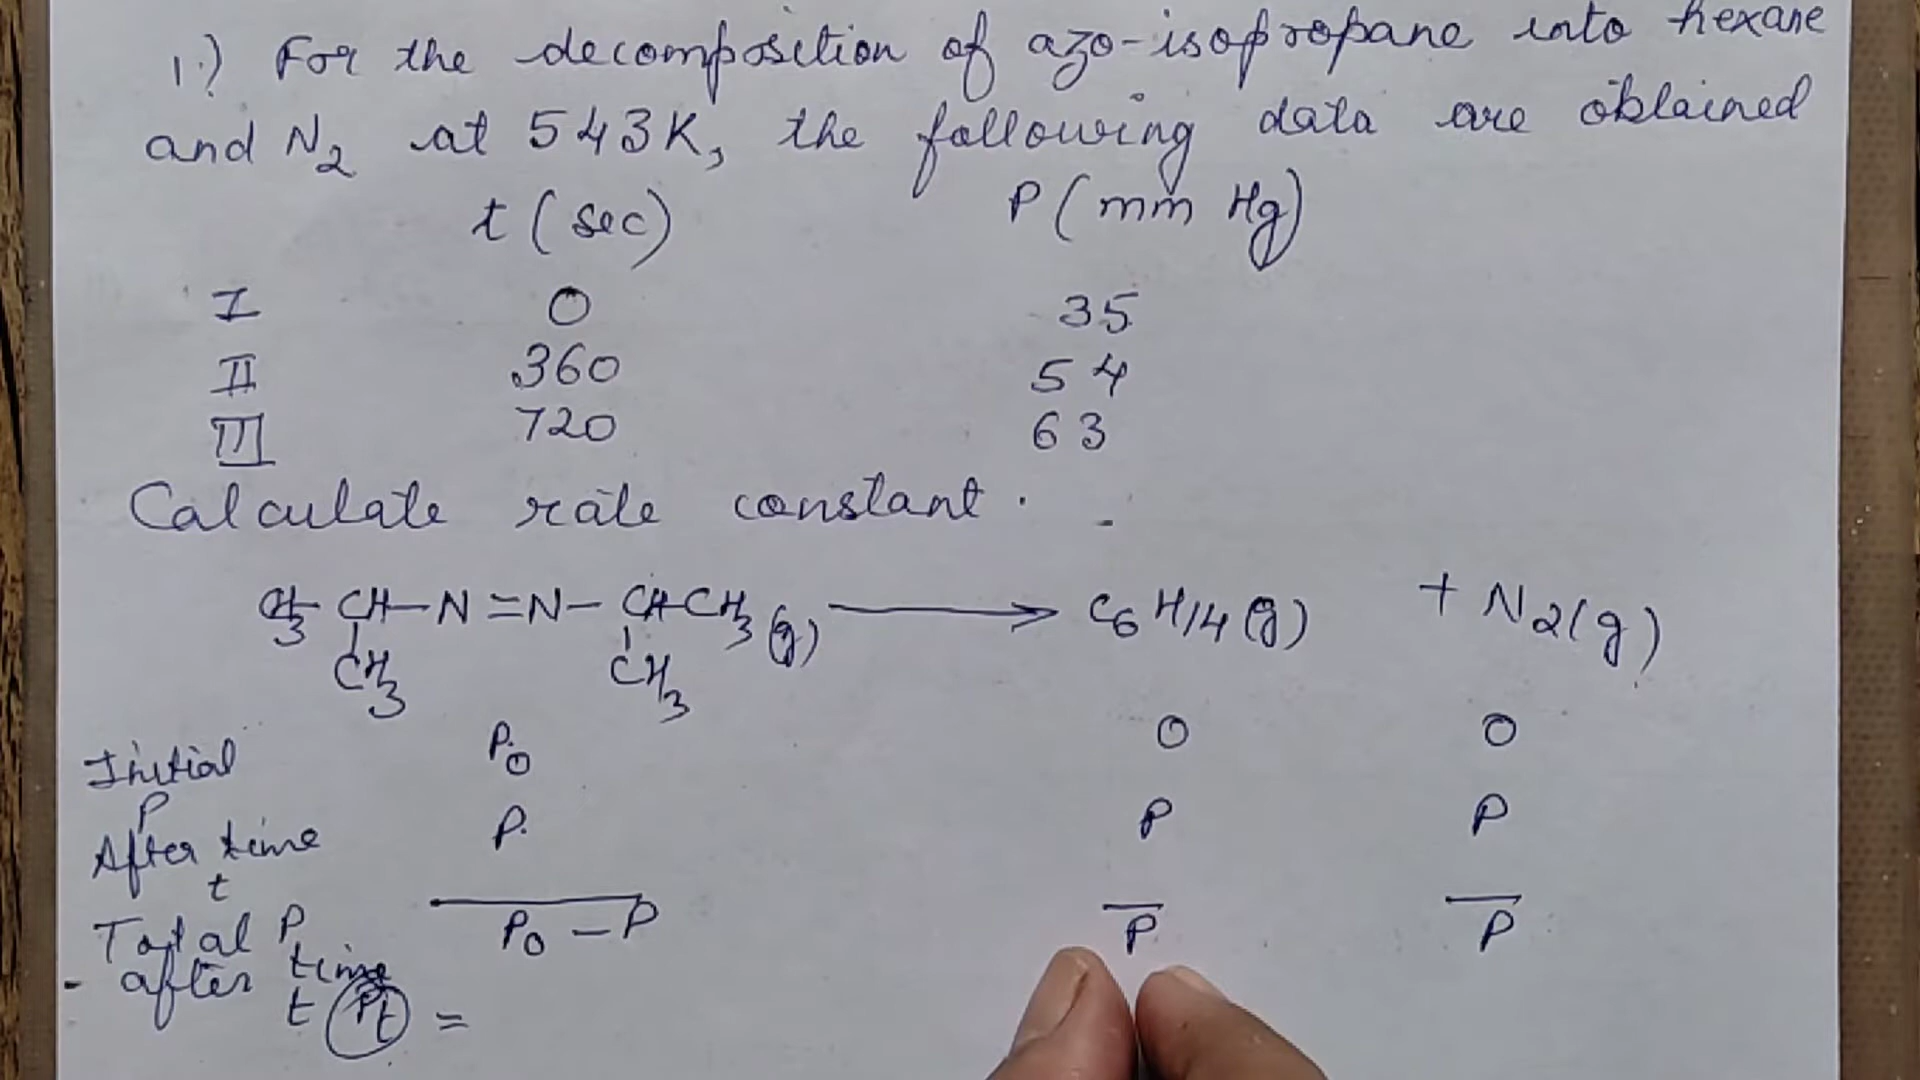 1.) For the decomposition of azo-isopropane into hexane
and N2 at 543K, the following data are obtained
t (sec) P (mm Hg)
I 0 35
II 360 54
III 720 63
Calculate rate constant.
CH3-CH-N=N-CH-CH3(g) → C6H14(g) + N2(g)
CH3 CH3
Initial P P0 0 0
After time t P P P
Total P after time t (Pt) = P0-P P P